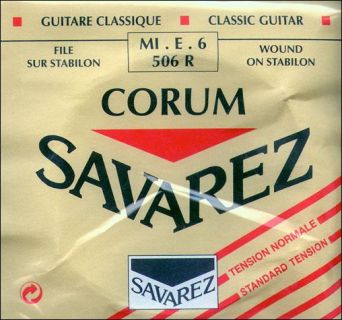 GUITARE CLASSIQUE
CLASSIC GUITAR
FILE
SUR STABILON
MI . E . 6
506 R
WOUND
ON STABILON
CORUM
SAVAREZ
TENSION NORMALE
STANDARD TENSION
SAVAREZ